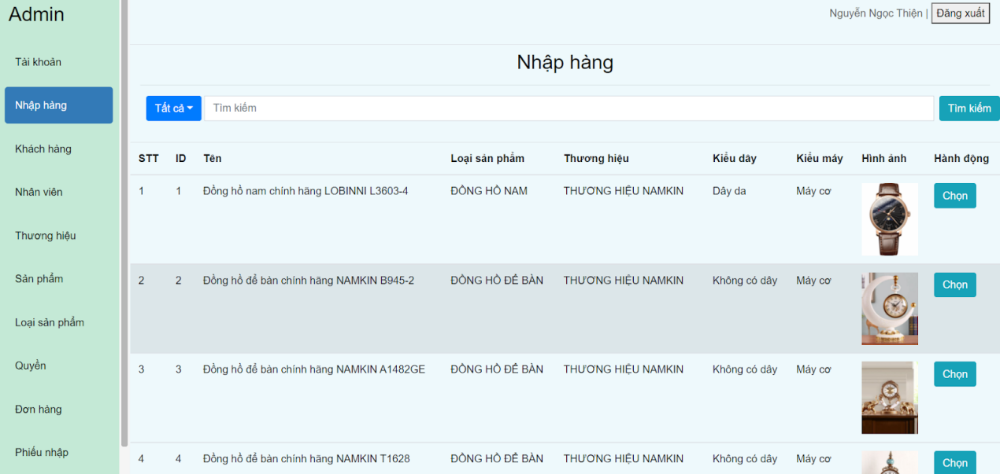 Admin
Nguyễn Ngọc Thiện | Đăng xuất
Tài khoản
Nhập hàng
Khách hàng
Nhân viên
Thương hiệu
Sản phẩm
Loại sản phẩm
Quyền
Đơn hàng
Phiếu nhập
Nhập hàng
Tất cả Tìm kiếm Tìm kiếm
STT ID Tên Loại sản phẩm Thương hiệu Kiểu dây Kiểu máy Hình ảnh Hành động
1 1 Đồng hồ nam chính hãng LOBINNI L3603-4 ĐỒNG HỒ NAM THƯƠNG HIỆU NAMKIN Dây da Máy cơ Chọn
2 2 Đồng hồ để bàn chính hãng NAMKIN B945-2 ĐỒNG HỒ ĐỂ BÀN THƯƠNG HIỆU NAMKIN Không có dây Máy cơ Chọn
3 3 Đồng hồ để bàn chính hãng NAMKIN A1482GE ĐỒNG HỒ ĐỂ BÀN THƯƠNG HIỆU NAMKIN Không có dây Máy cơ Chọn
4 4 Đồng hồ để bàn chính hãng NAMKIN T1628 ĐỒNG HỒ ĐỂ BÀN THƯƠNG HIỆU NAMKIN Không có dây Máy cơ Chọn